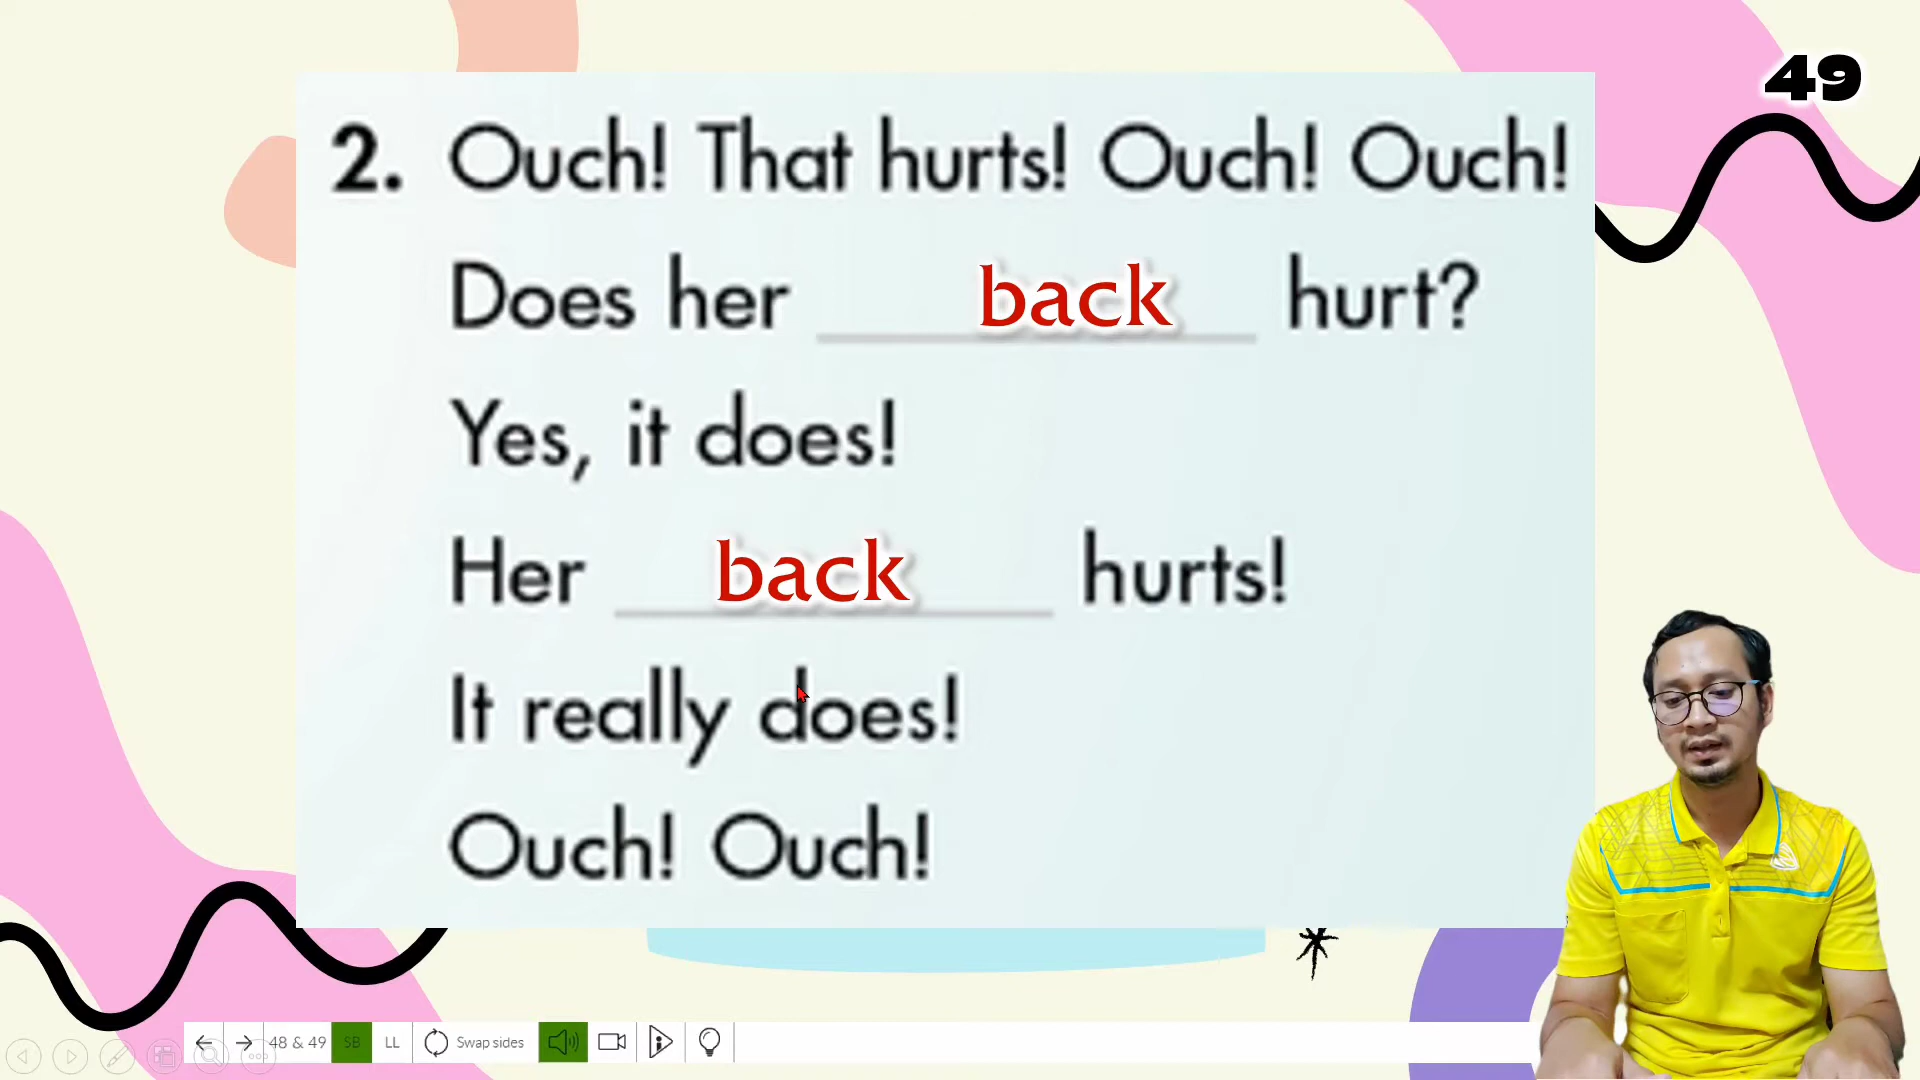 49
2. Ouch! That hurts! Ouch! Ouch!
Does her back hurt?
Yes, it does!
Her back hurts!
It really does!
Ouch! Ouch!
48 & 49 SB LL Swap sides